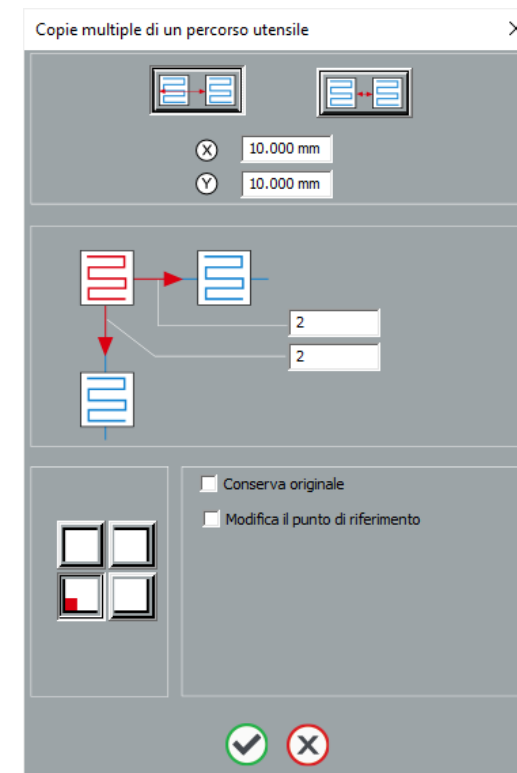 Copie multiple di un percorso utensile
X 10.000 mm
Y 10.000 mm
2
2
Conserva originale
Modifica il punto di riferimento